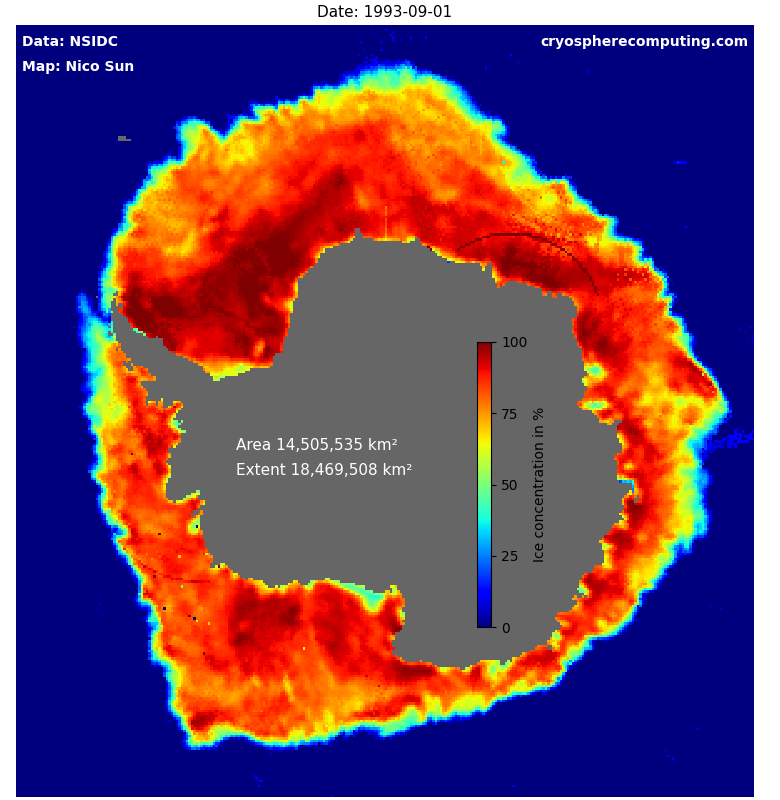 Date: 1993-09-01
Data: NSIDC
cryospherecomputing.com
Map: Nico Sun
100
75
50
25
0
Ice concentration in %
Area 14,505,535 km²
Extent 18,469,508 km²